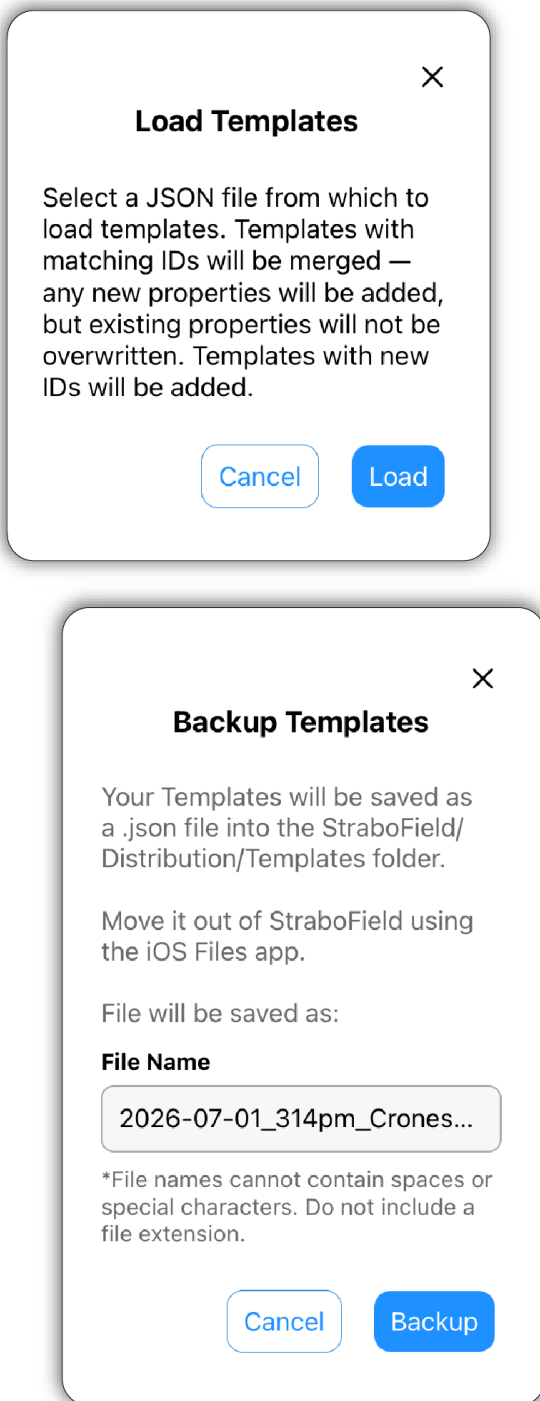 Load Templates
Select a JSON file from which to
load templates. Templates with
matching IDs will be merged —
any new properties will be added,
but existing properties will not be
overwritten. Templates with new
IDs will be added.
Cancel
Load
Backup Templates
Your Templates will be saved as
a .json file into the StraboField/
Distribution/Templates folder.
Move it out of StraboField using
the iOS Files app.
File will be saved as:
File Name
2026-07-01_314pm_Crones...
*File names cannot contain spaces or
special characters. Do not include a
file extension.
Cancel
Backup